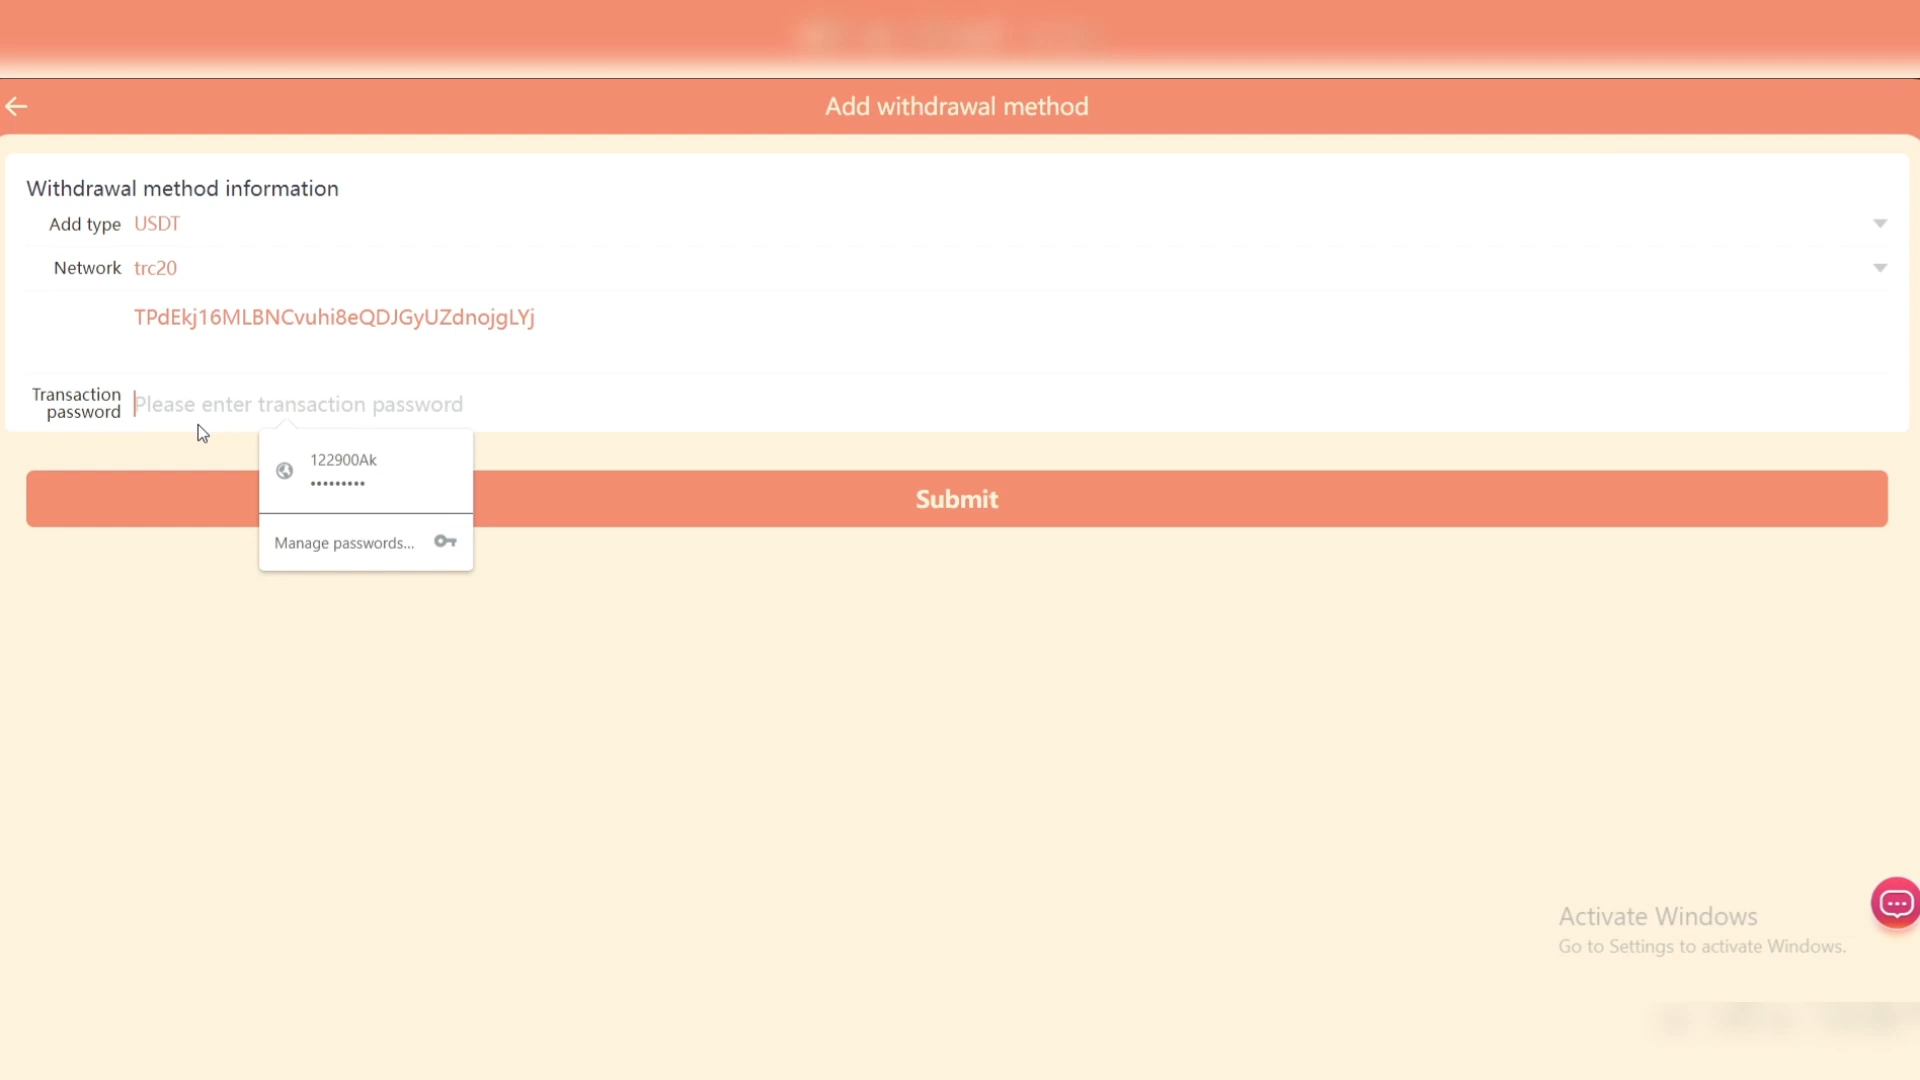 Add withdrawal method
Withdrawal method information
Add type USDT
Network trc20
TPdEkj16MLBNCvuhi8eQDJGyUZdnojgLYj
Transaction password Please enter transaction password
122900Ak
•••••••••
Manage passwords...
Submit
Activate Windows
Go to Settings to activate Windows.